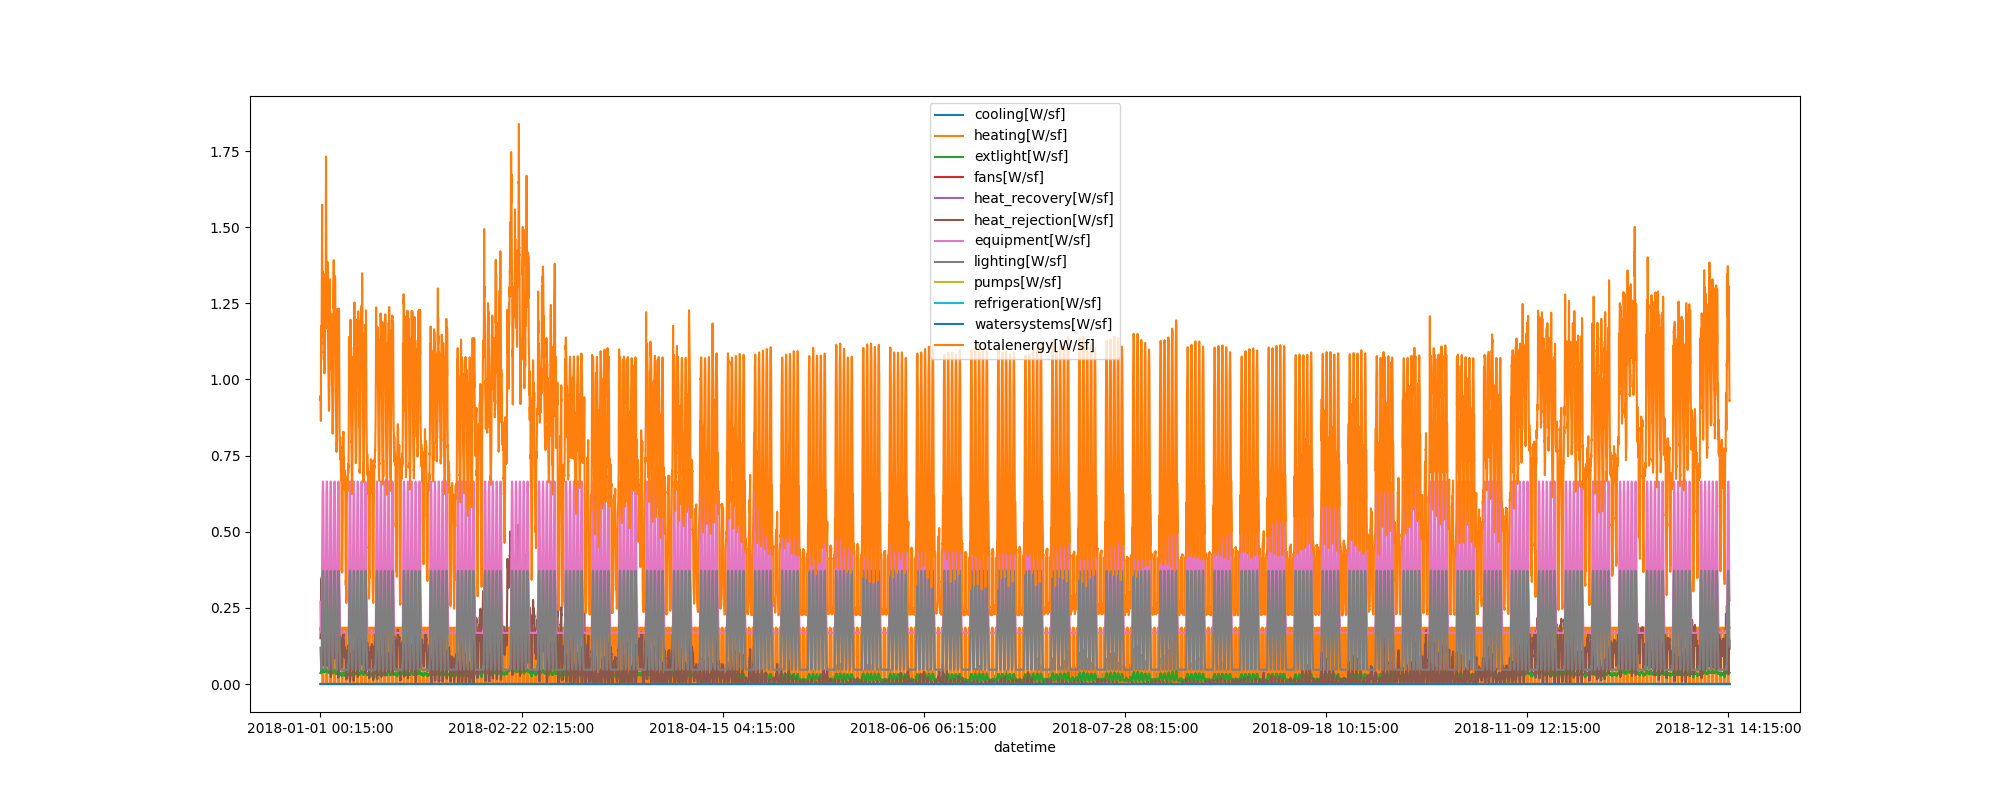 cooling[W/sf]
heating[W/sf]
extlight[W/sf]
fans[W/sf]
heat_recovery[W/sf]
heat_rejection[W/sf]
equipment[W/sf]
lighting[W/sf]
pumps[W/sf]
refrigeration[W/sf]
watersystems[W/sf]
totalenergy[W/sf]
1.75
1.50
1.25
1.00
0.75
0.50
0.25
0.00
2018-01-01 00:15:00 2018-02-22 02:15:00 2018-04-15 04:15:00 2018-06-06 06:15:00 2018-07-28 08:15:00 2018-09-18 10:15:00 2018-11-09 12:15:00 2018-12-31 14:15:00
datetime